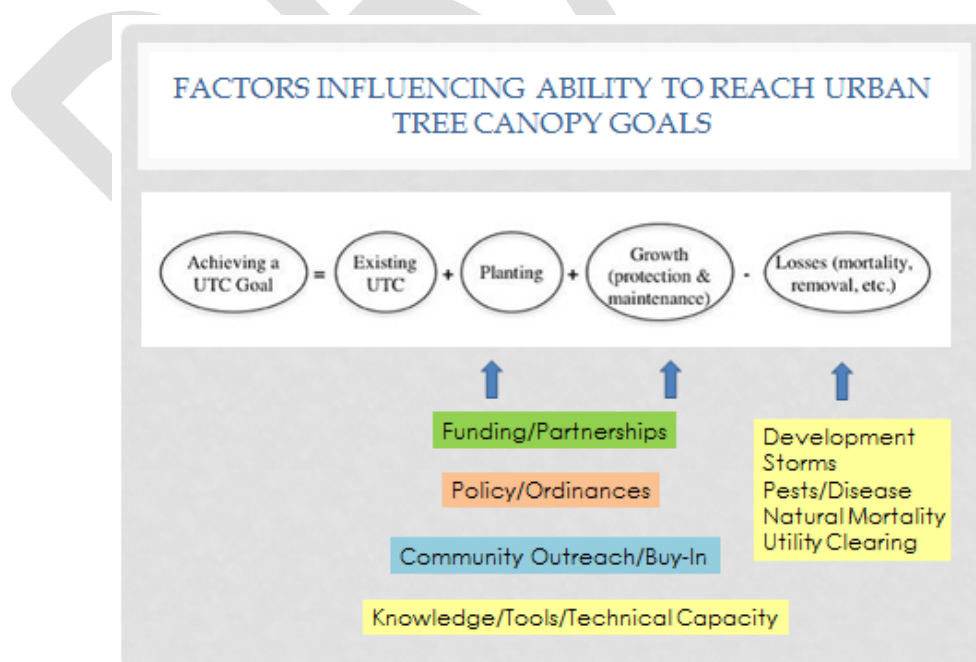 FACTORS INFLUENCING ABILITY TO REACH URBAN
TREE CANOPY GOALS
Achieving a
UTC Goal
=
Existing
UTC
+
Planting
+
Growth
(protection &
maintenance)
-
Losses (mortality,
removal, etc.)
Funding/Partnerships
Policy/Ordinances
Community Outreach/Buy-In
Knowledge/Tools/Technical Capacity
Development
Storms
Pests/Disease
Natural Mortality
Utility Clearing